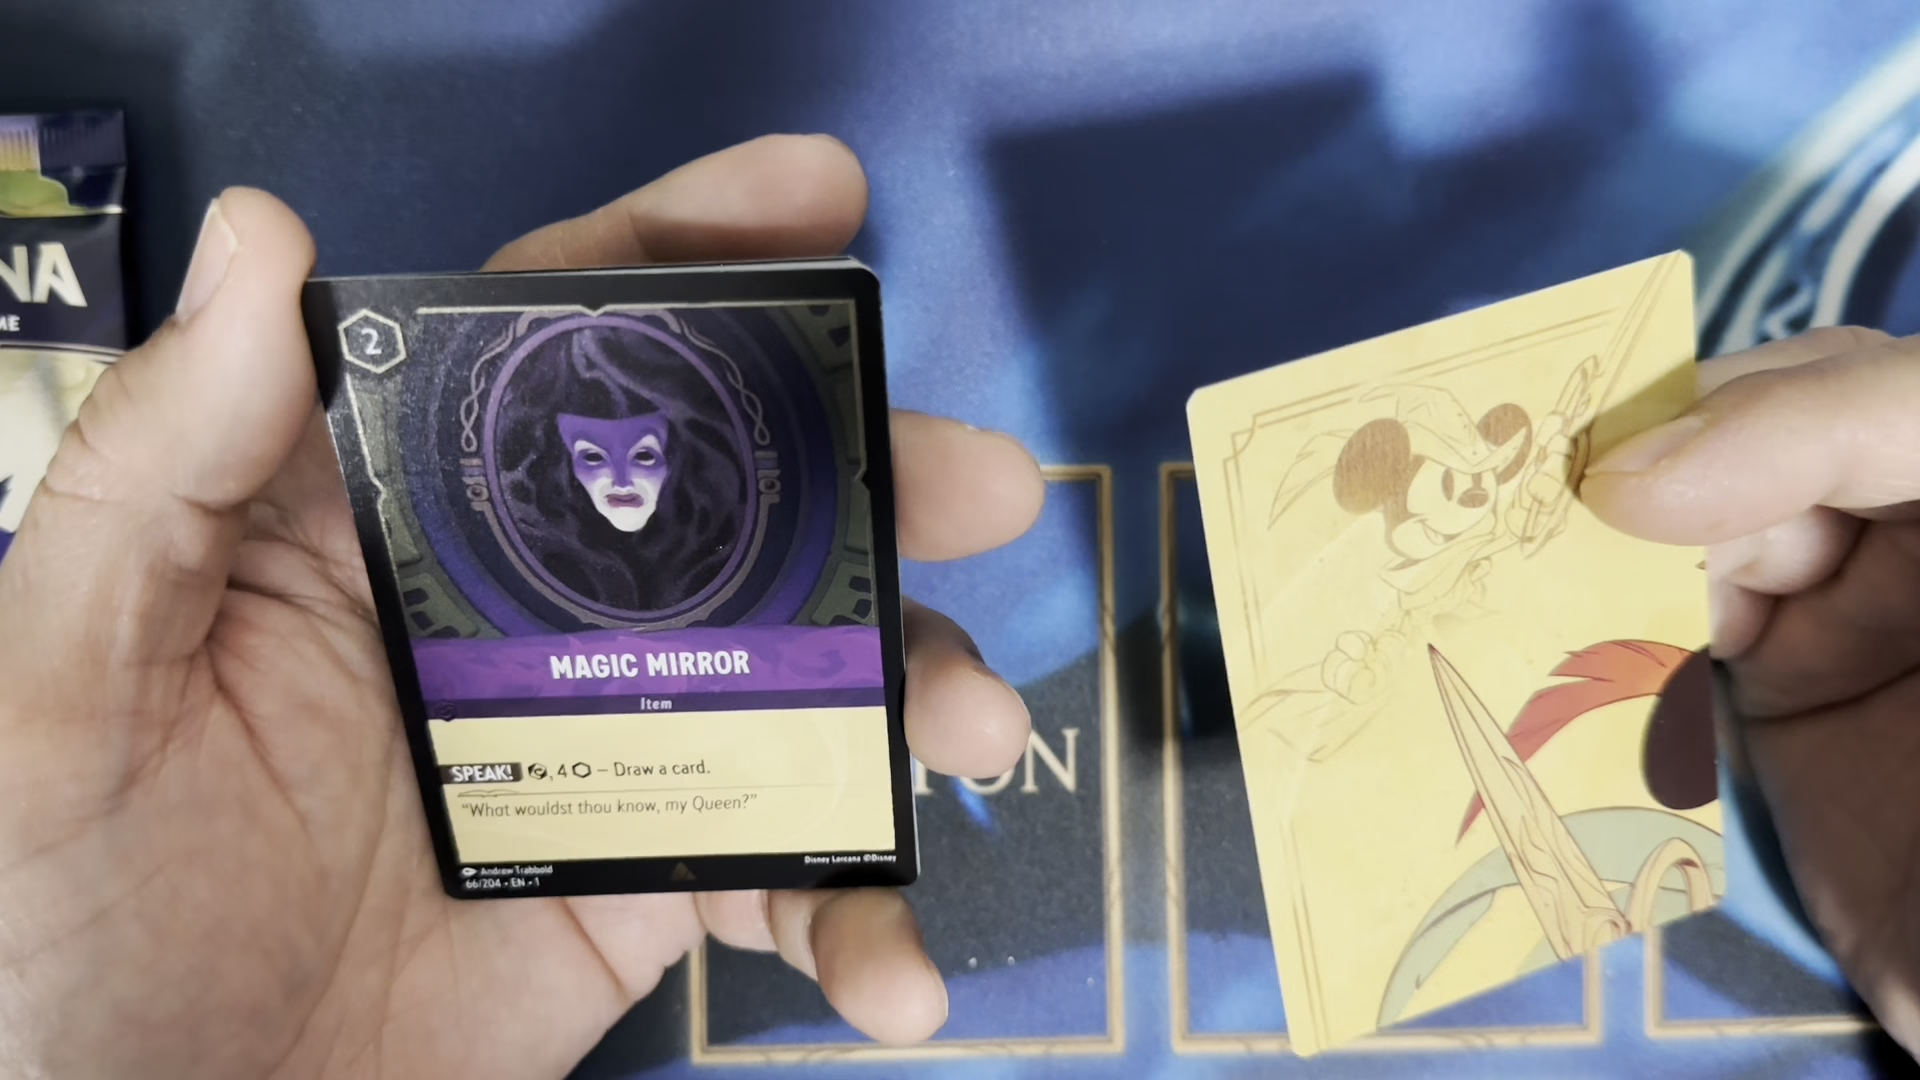 NA
ME
2
MAGIC MIRROR
Item
SPEAK! , 4 – Draw a card.
“What wouldst thou know, my Queen?”
Andrew Trabbold
66/204 • EN • 1
Disney Lorcana ©Disney
TON